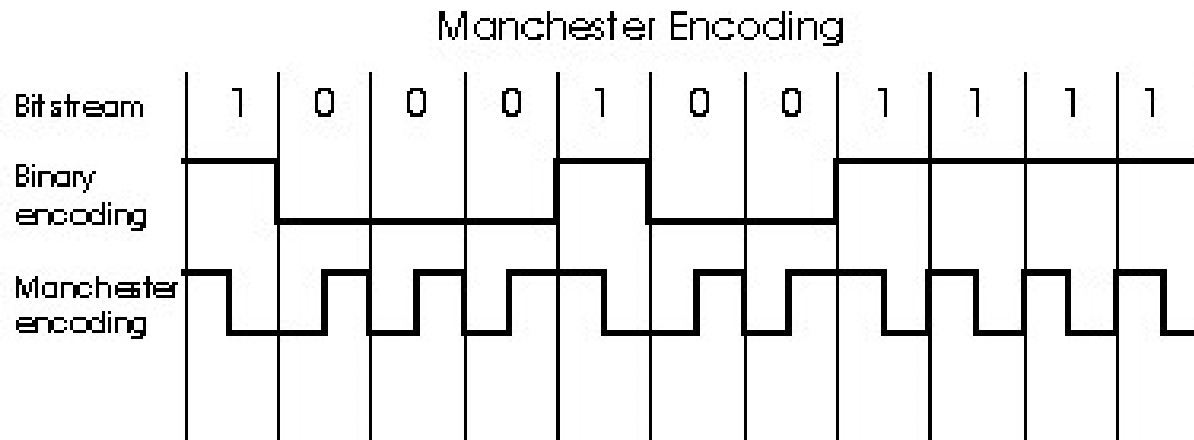 Manchester Encoding
Bitstream 1 0 0 0 1 0 0 1 1 1 1
Binary
encoding
Manchester
encoding